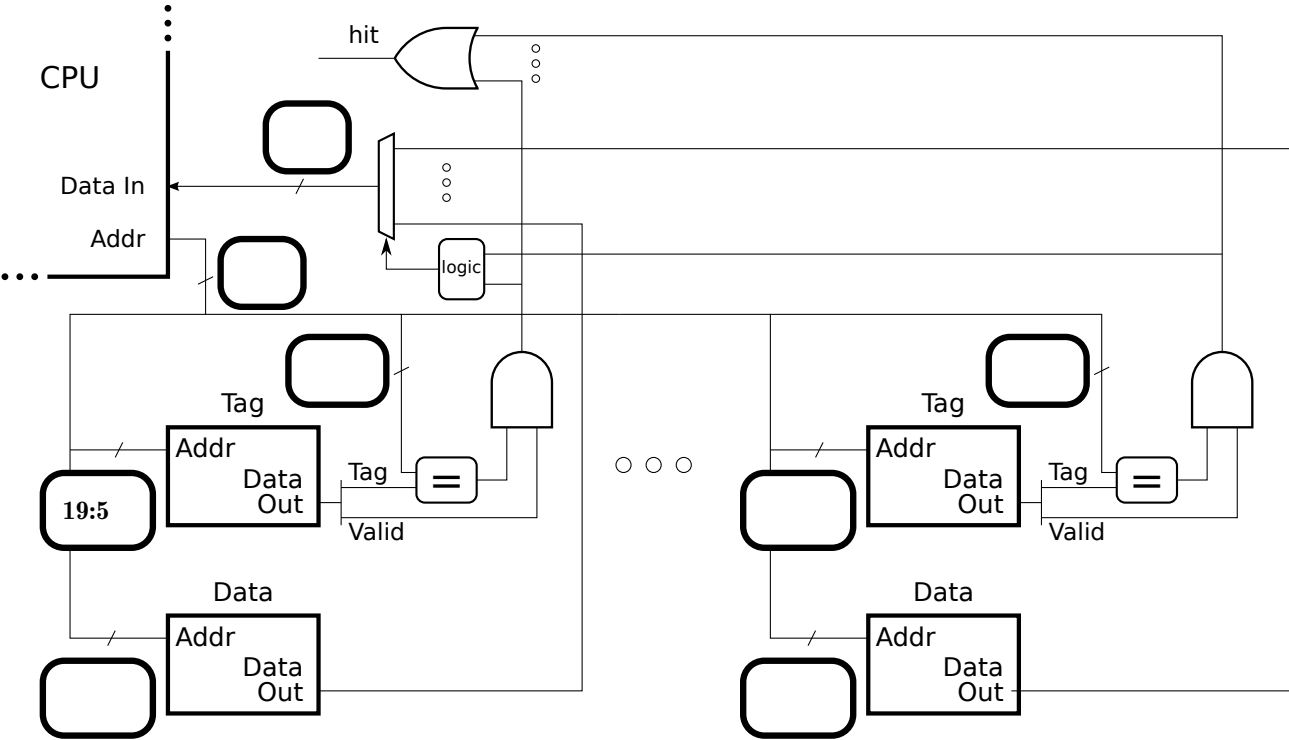 hit
CPU
Data In
Addr
logic
Tag
Addr
Data
Out
Tag
=
Valid
19:5
Data
Addr
Data
Out
Tag
Addr
Data
Out
Tag
=
Valid
Data
Addr
Data
Out